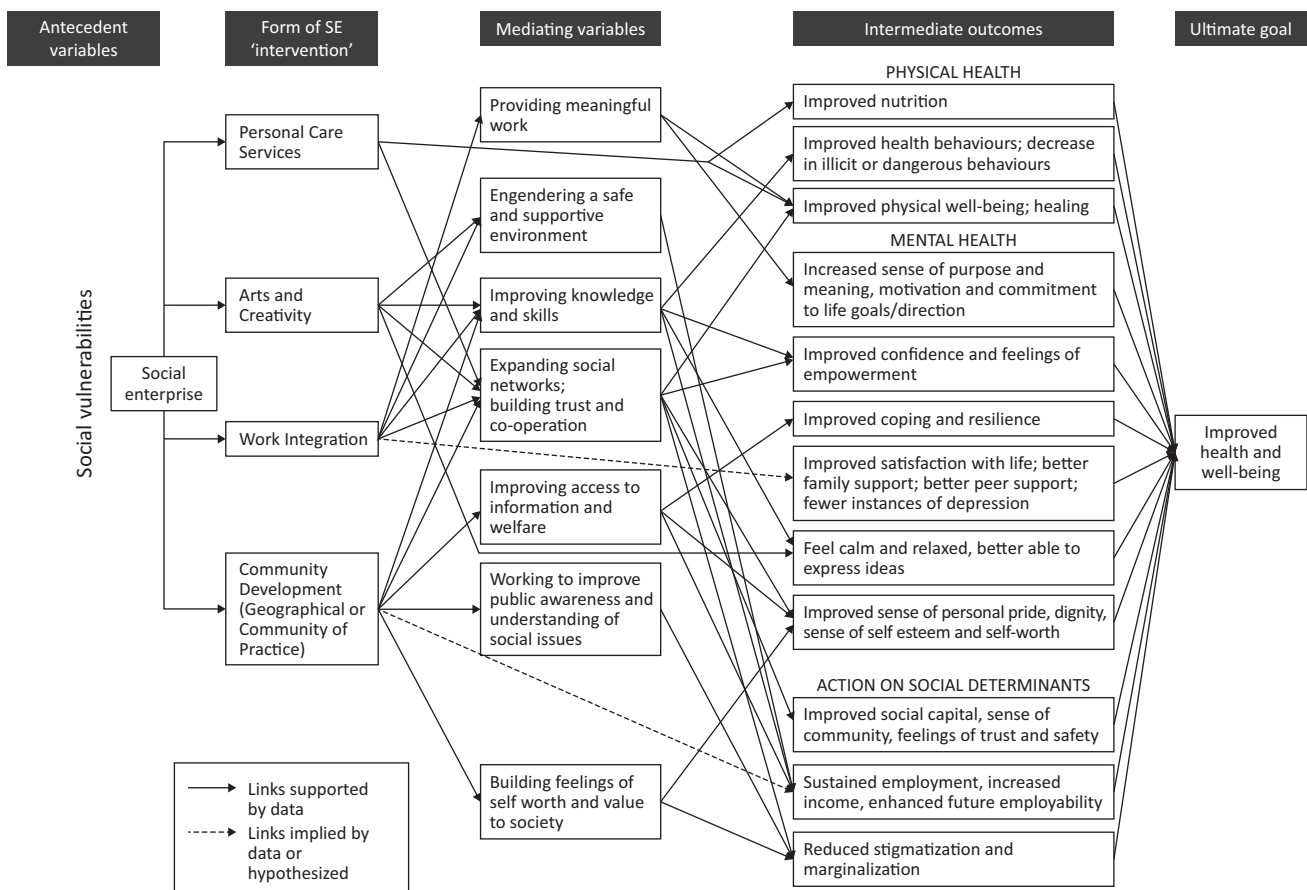 Antecedent
variables
Form of SE
‘intervention’
Mediating variables
Intermediate outcomes
Ultimate goal
Social vulnerabilities
Social
enterprise
Personal Care
Services
Arts and
Creativity
Work Integration
Community
Development
(Geographical or
Community of
Practice)
Providing meaningful
work
Engendering a safe
and supportive
environment
Improving knowledge
and skills
Expanding social
networks;
building trust and
co-operation
Improving access to
information and
welfare
Working to improve
public awareness and
understanding of
social issues
Building feelings of
self worth and value
to society
PHYSICAL HEALTH
Improved nutrition
Improved health behaviours; decrease
in illicit or dangerous behaviours
Improved physical well-being; healing
MENTAL HEALTH
Increased sense of purpose and
meaning, motivation and commitment
to life goals/direction
Improved confidence and feelings of
empowerment
Improved coping and resilience
Improved satisfaction with life; better
family support; better peer support;
fewer instances of depression
Feel calm and relaxed, better able to
express ideas
Improved sense of personal pride, dignity,
sense of self esteem and self-worth
ACTION ON SOCIAL DETERMINANTS
Improved social capital, sense of
community, feelings of trust and safety
Sustained employment, increased
income, enhanced future employability
Reduced stigmatization and
marginalization
Improved
health and
well-being
Links supported
by data
Links implied by
data or
hypothesized